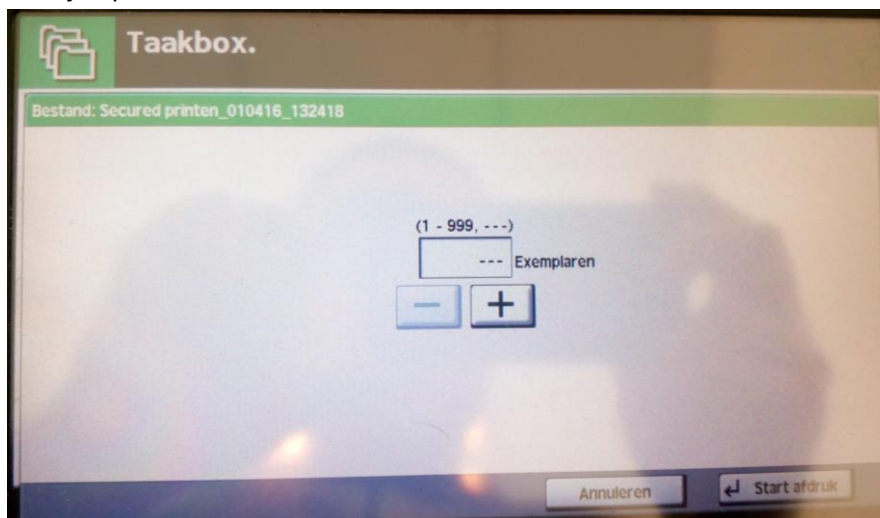 Taakbox.
Bestand: Secured printen_010416_132418
(1 - 999, ---)
--- Exemplaren
Annuleren
Start afdruk